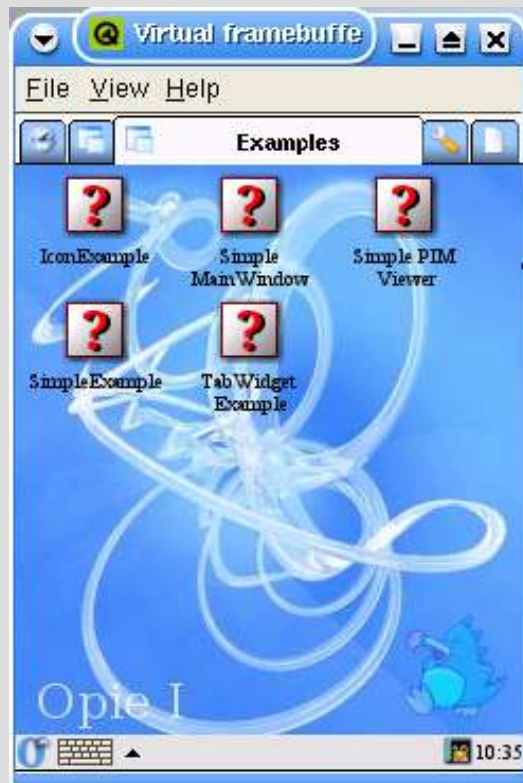 Virtual framebuffe
File View Help
Examples
IconExample
Simple
MainWindow
Simple PIM
Viewer
SimpleExample
TabWidget
Example
Opie I
10:35